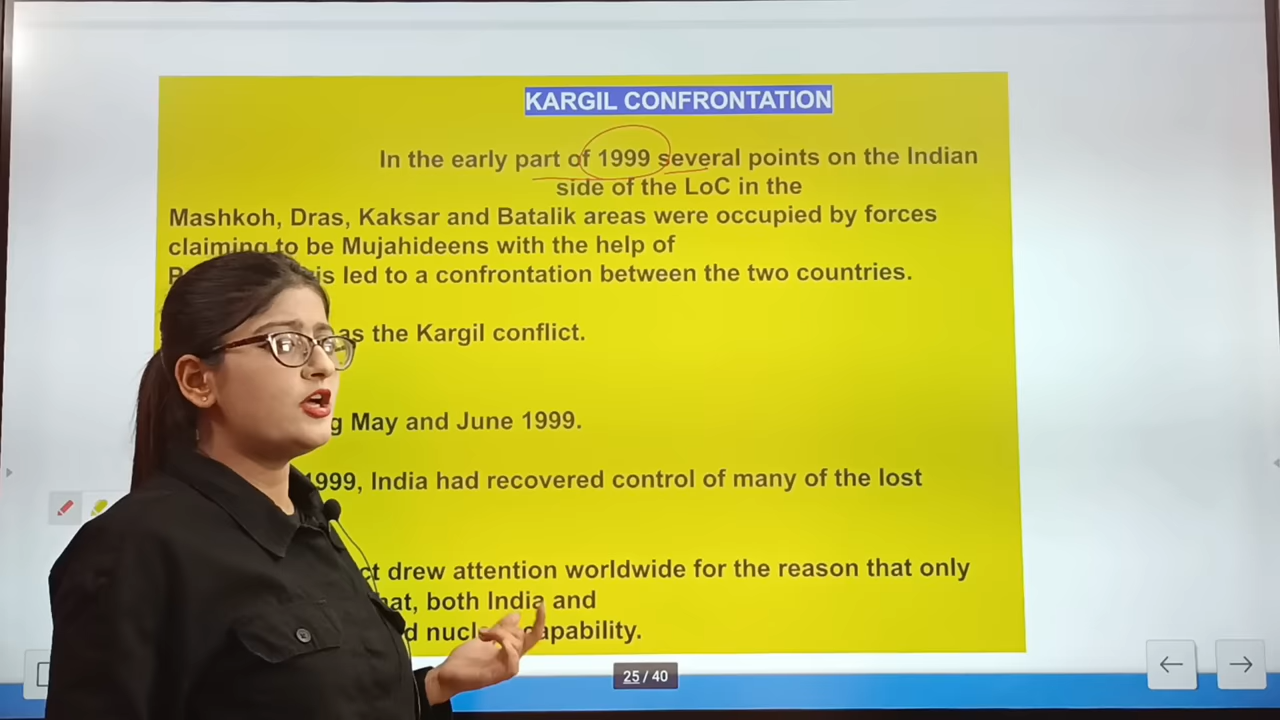 KARGIL CONFRONTATION
In the early part of 1999 several points on the Indian
side of the LoC in the
Mashkoh, Dras, Kaksar and Batalik areas were occupied by forces
claiming to be Mujahideens with the help of
led to a confrontation between the two countries.
as the Kargil conflict.
May and June 1999.
1999, India had recovered control of many of the lost
drew attention worldwide for the reason that only
both India and
capability.
25 / 40